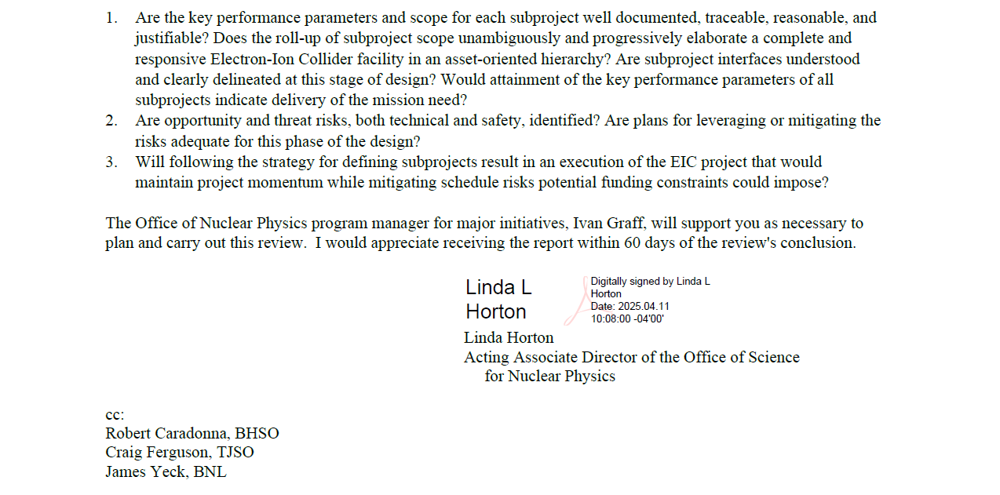 1. Are the key performance parameters and scope for each subproject well documented, traceable, reasonable, and
justifiable? Does the roll-up of subproject scope unambiguously and progressively elaborate a complete and
responsive Electron-Ion Collider facility in an asset-oriented hierarchy? Are subproject interfaces understood
and clearly delineated at this stage of design? Would attainment of the key performance parameters of all
subprojects indicate delivery of the mission need?
2. Are opportunity and threat risks, both technical and safety, identified? Are plans for leveraging or mitigating the
risks adequate for this phase of the design?
3. Will following the strategy for defining subprojects result in an execution of the EIC project that would
maintain project momentum while mitigating schedule risks potential funding constraints could impose?
The Office of Nuclear Physics program manager for major initiatives, Ivan Graff, will support you as necessary to
plan and carry out this review. I would appreciate receiving the report within 60 days of the review's conclusion.
Linda L
Horton
Digitally signed by Linda L
Horton
Date: 2025.04.11
10:08:00 -04'00'
Linda Horton
Acting Associate Director of the Office of Science
for Nuclear Physics
cc:
Robert Caradonna, BHSO
Craig Ferguson, TJSO
James Yeck, BNL